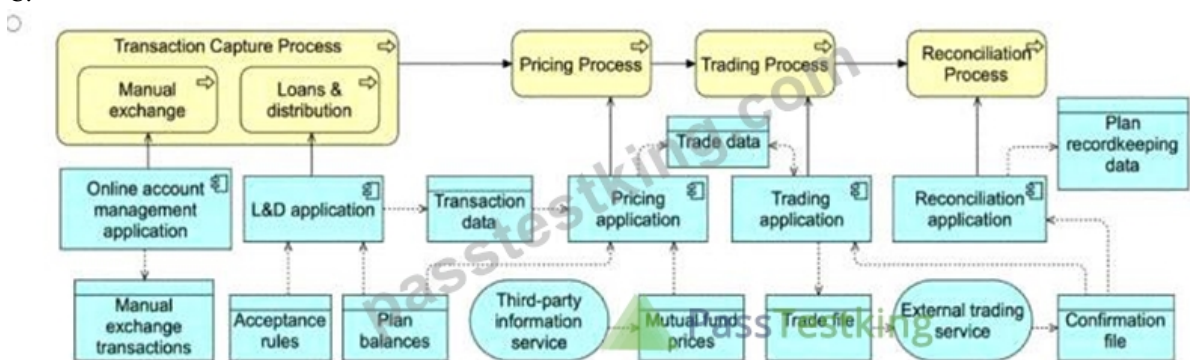 Transaction Capture Process
Manual
exchange
Loans &
distribution
Pricing Process
Trading Process
Reconciliation
Process
Plan
recordkeeping
data
Trade data
Online account
management
application
L&D application
Transaction
data
Pricing
application
Trading
application
Reconciliation
application
Manual
exchange
transactions
Acceptance
rules
Plan
balances
Third-party
information
service
Mutual fund
prices
Trade file
External trading
service
Confirmation
file
passtestking.com
PassTestking